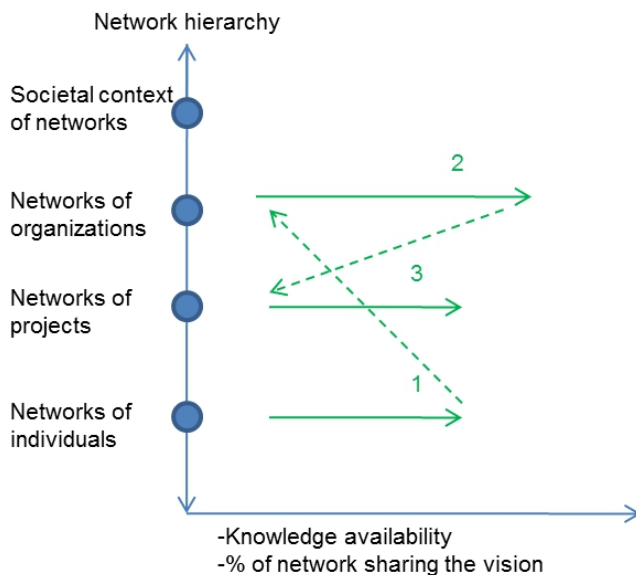 Network hierarchy
Societal context
of networks
2
Networks of
organizations
3
Networks of
projects
1
Networks of
individuals
-Knowledge availability
-% of network sharing the vision